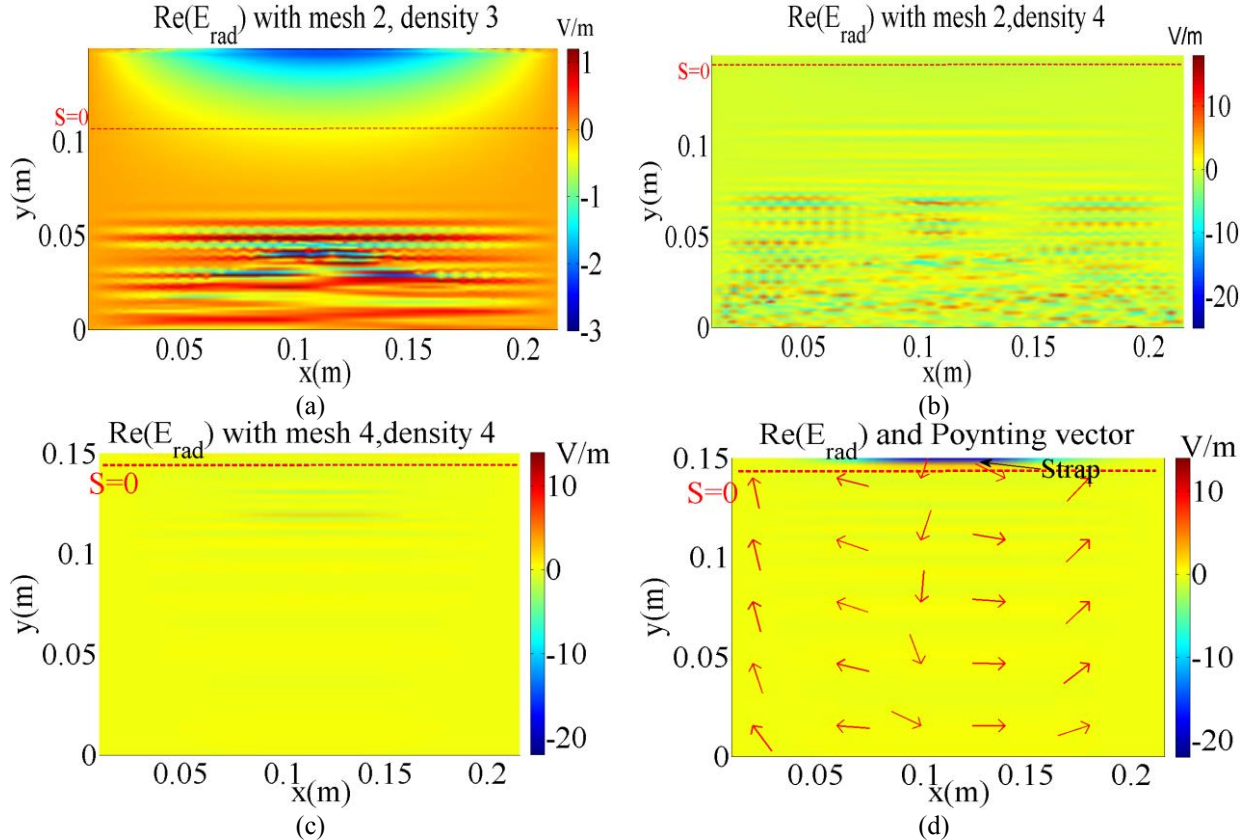 Re(E_rad) with mesh 2, density 3
V/m
S=0
y(m)
0.1
0.05
0
0.05
0.1
0.15
0.2
x(m)
1
0
-1
-2
-3
(a)
Re(E_rad) with mesh 2,density 4
V/m
S=0
y(m)
0.1
0.05
0
0.05
0.1
0.15
0.2
x(m)
10
0
-10
-20
(b)
Re(E_rad) with mesh 4,density 4
V/m
S=0
y(m)
0.15
0.1
0.05
0
0.05
0.1
0.15
0.2
x(m)
10
0
-10
-20
(c)
Re(E_rad) and Poynting vector
V/m
Strap
S=0
y(m)
0.15
0.1
0.05
0
0.05
0.1
0.15
0.2
x(m)
10
0
-10
-20
(d)